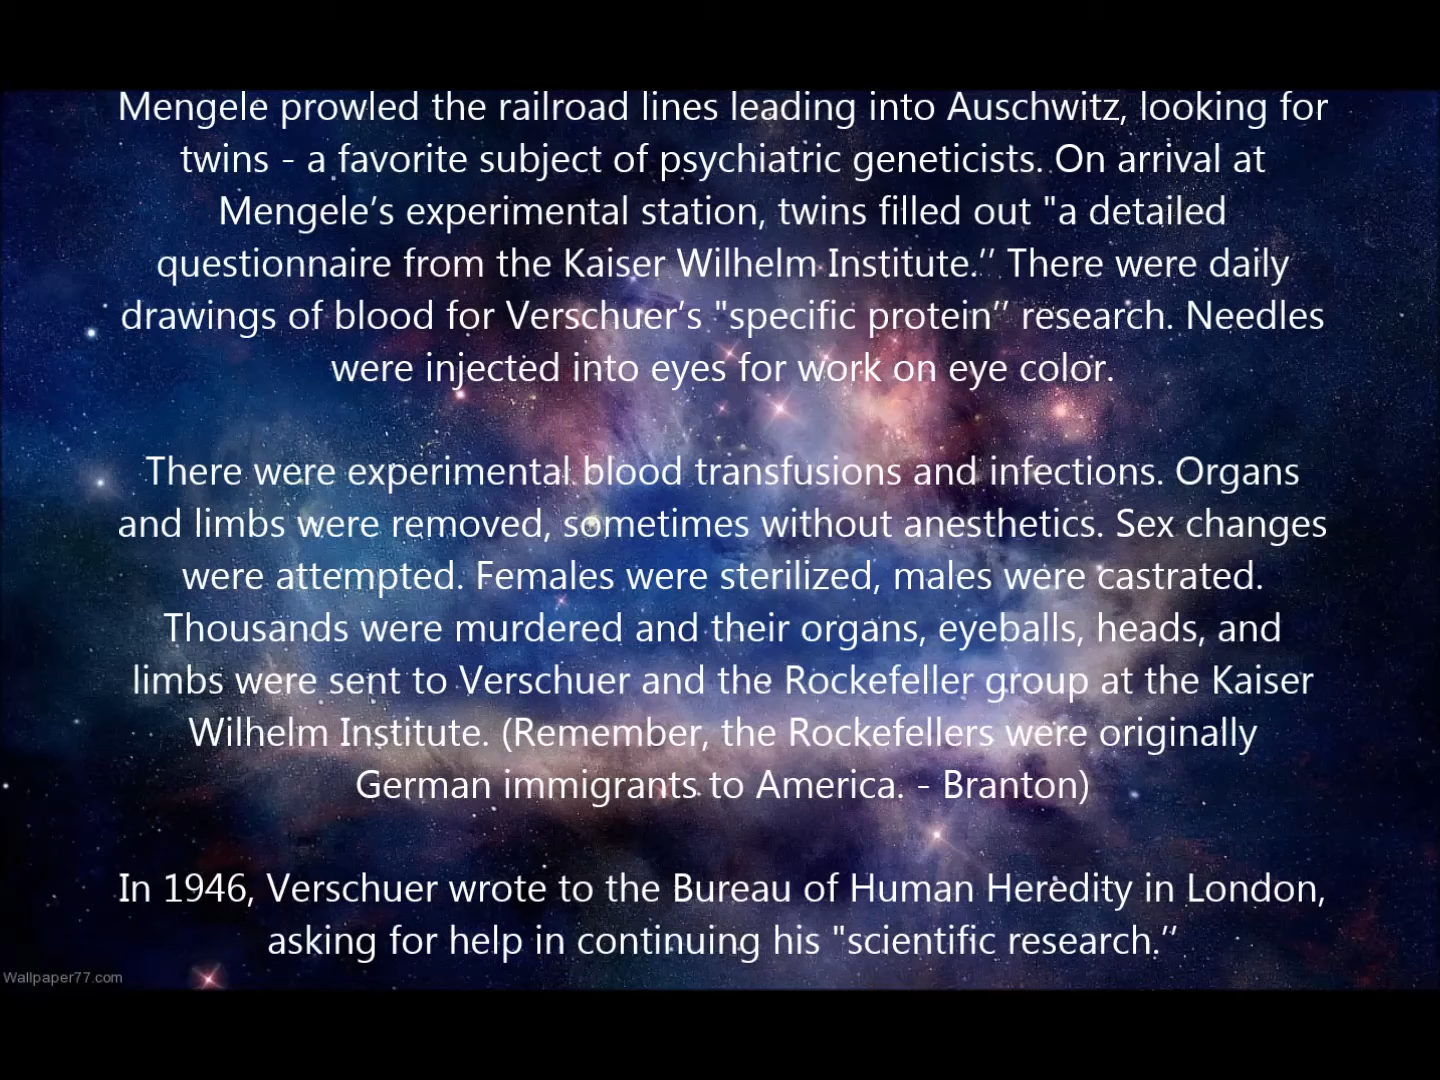 Mengele prowled the railroad lines leading into Auschwitz, looking for
twins - a favorite subject of psychiatric geneticists. On arrival at
Mengele’s experimental station, twins filled out "a detailed
questionnaire from the Kaiser Wilhelm Institute.’’ There were daily
drawings of blood for Verschuer’s "specific protein’’ research. Needles
were injected into eyes for work on eye color.
There were experimental blood transfusions and infections. Organs
and limbs were removed, sometimes without anesthetics. Sex changes
were attempted. Females were sterilized, males were castrated.
Thousands were murdered and their organs, eyeballs, heads, and
limbs were sent to Verschuer and the Rockefeller group at the Kaiser
Wilhelm Institute. (Remember, the Rockefellers were originally
German immigrants to America. - Branton)
In 1946, Verschuer wrote to the Bureau of Human Heredity in London,
asking for help in continuing his "scientific research.’’
Wallpaper77.com